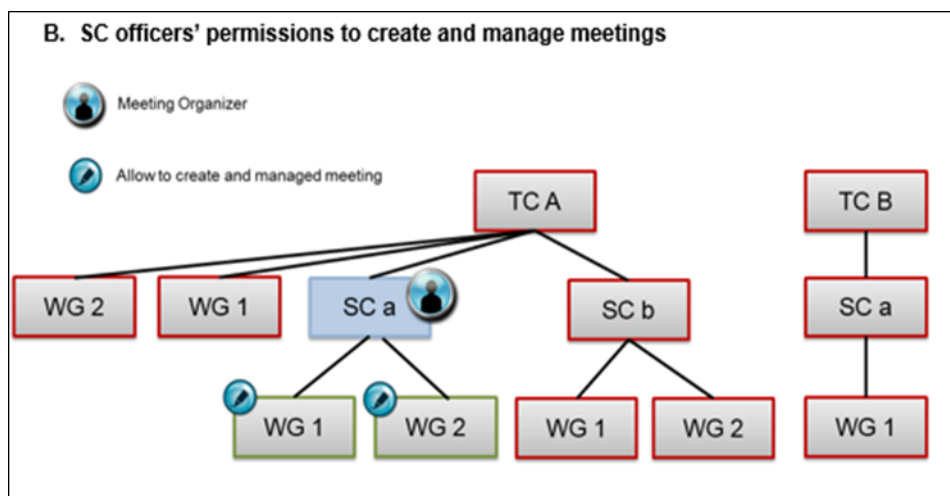 B. SC officers' permissions to create and manage meetings
Meeting Organizer
Allow to create and managed meeting
TC A
TC B
WG 2
WG 1
SC a
SC b
SC a
WG 1
WG 2
WG 1
WG 2
WG 1